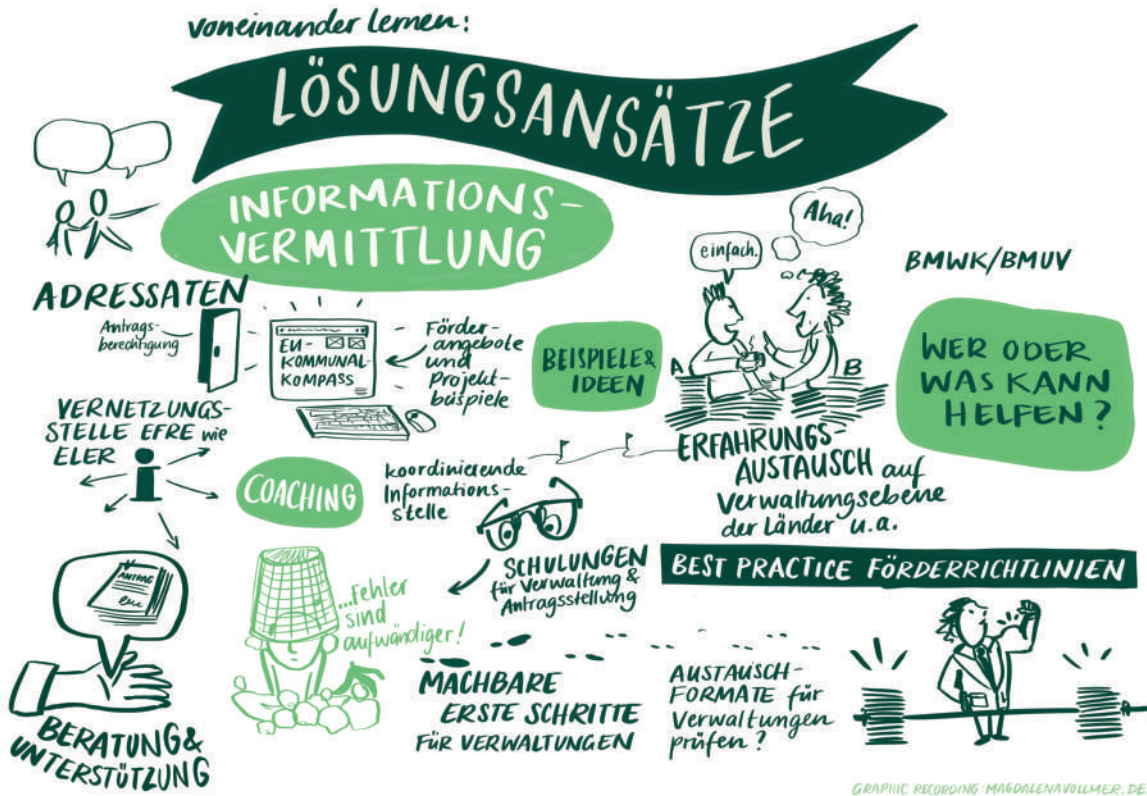 voneinander lernen:
LÖSUNGSANSÄTZE
INFORMATIONS-
VERMITTLUNG
ADRESSATEN
Antrags-
berechtigung
EU-
KOMMUNAL-
KOMPASS
Förder-
angebote
und
Projekt-
beispiele
BEISPIELE &
IDEEN
einfach.
Aha!
A
B
BMWK/BMUV
WER ODER
WAS KANN
HELFEN?
VERNETZUNGS-
STELLE EFRE wie
ELER
COACHING
koordinierende
Informations-
stelle
ERFAHRUNGS-
AUSTAUSCH auf
Verwaltungsebene
der Länder u.a.
SCHULUNGEN
für Verwaltung &
Antragsstellung
BEST PRACTICE FÖRDERRICHTLINIEN
ANTRAG
...Fehler
sind
aufwändiger!
BERATUNG &
UNTERSTÜTZUNG
MACHBARE
ERSTE SCHRITTE
FÜR VERWALTUNGEN
AUSTAUSCH-
FORMATE für
Verwaltungen
prüfen?
GRAPHIC RECORDING: MAGDALENAVOLLMER.DE